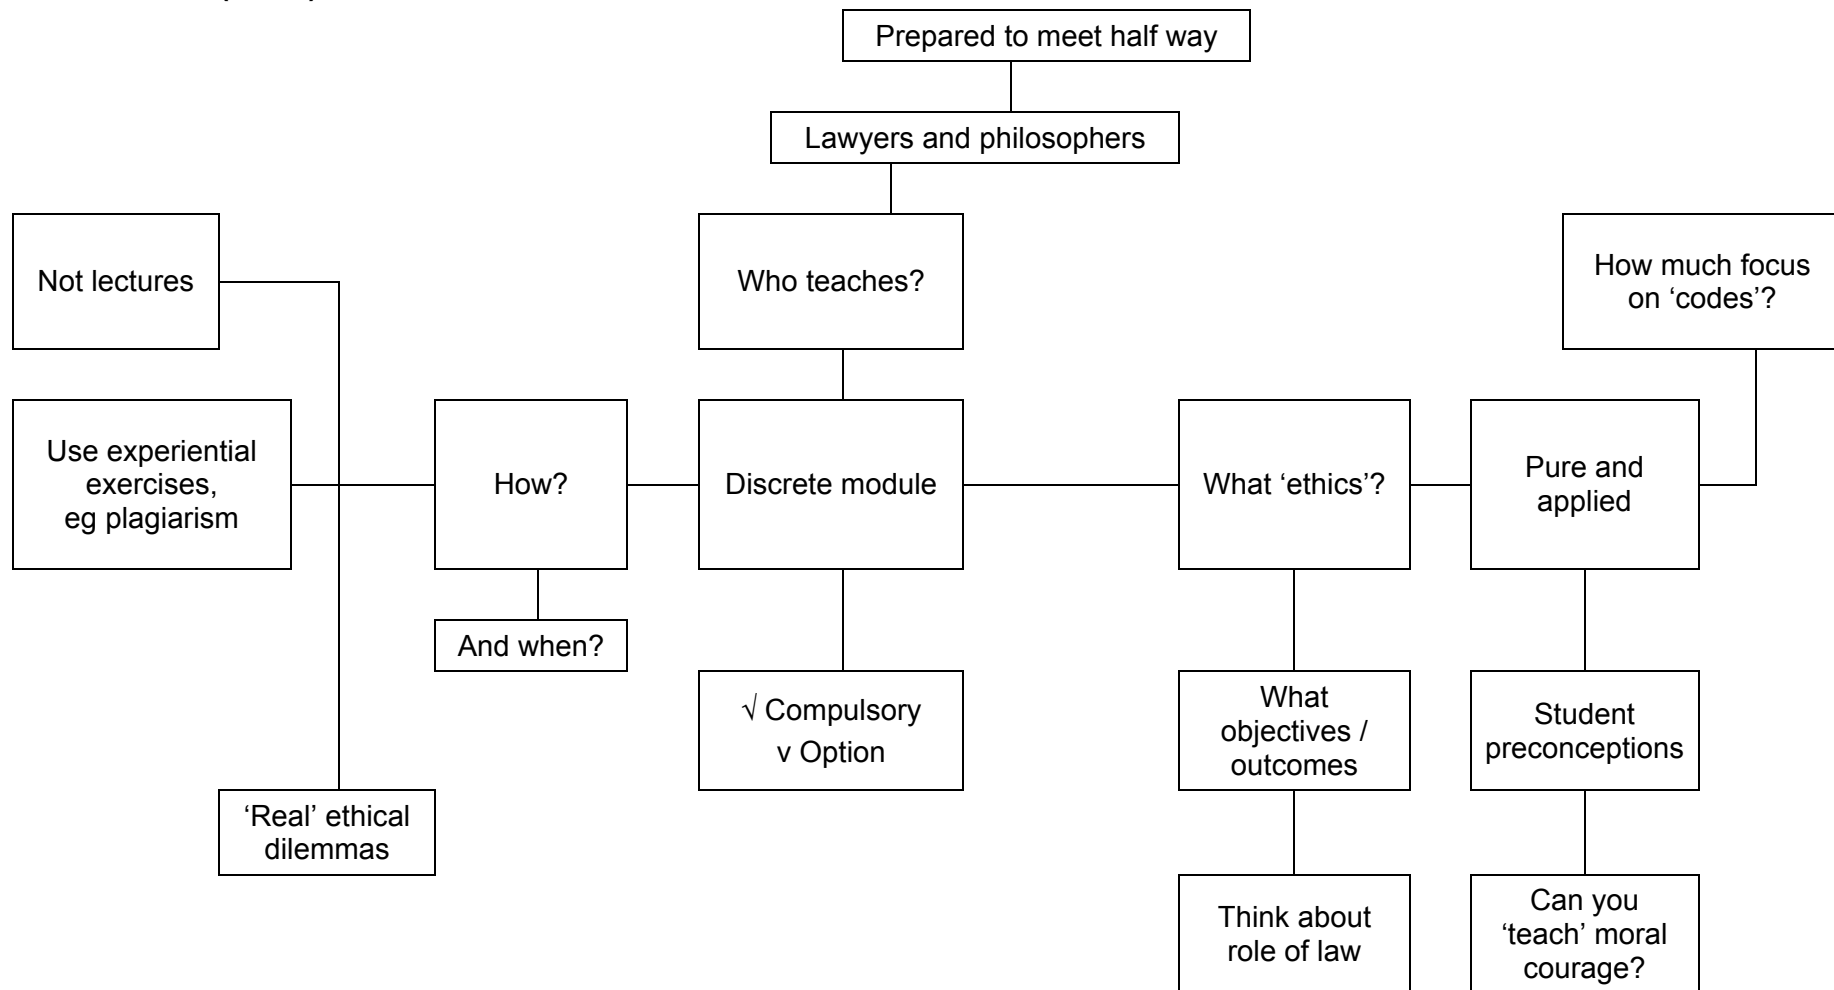 Prepared to meet half way
Lawyers and philosophers
Not lectures
Who teaches?
How much focus
on ‘codes’?
Use experiential
exercises,
eg plagiarism
How?
Discrete module
What ‘ethics’?
Pure and
applied
And when?
√ Compulsory
v Option
What
objectives /
outcomes
Student
preconceptions
‘Real’ ethical
dilemmas
Think about
role of law
Can you
‘teach’ moral
courage?